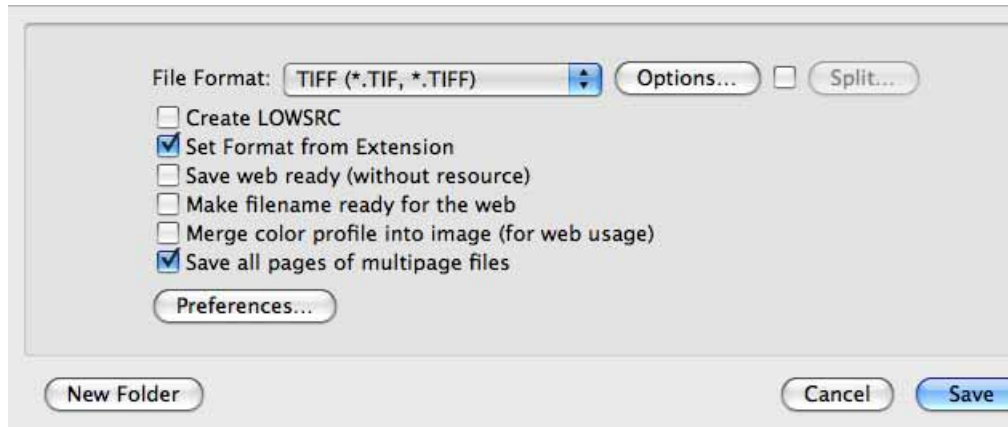 File Format: TIFF (*.TIF, *.TIFF) Options... Split...
Create LOWSRC
Set Format from Extension
Save web ready (without resource)
Make filename ready for the web
Merge color profile into image (for web usage)
Save all pages of multipage files
Preferences...
New Folder Cancel Save